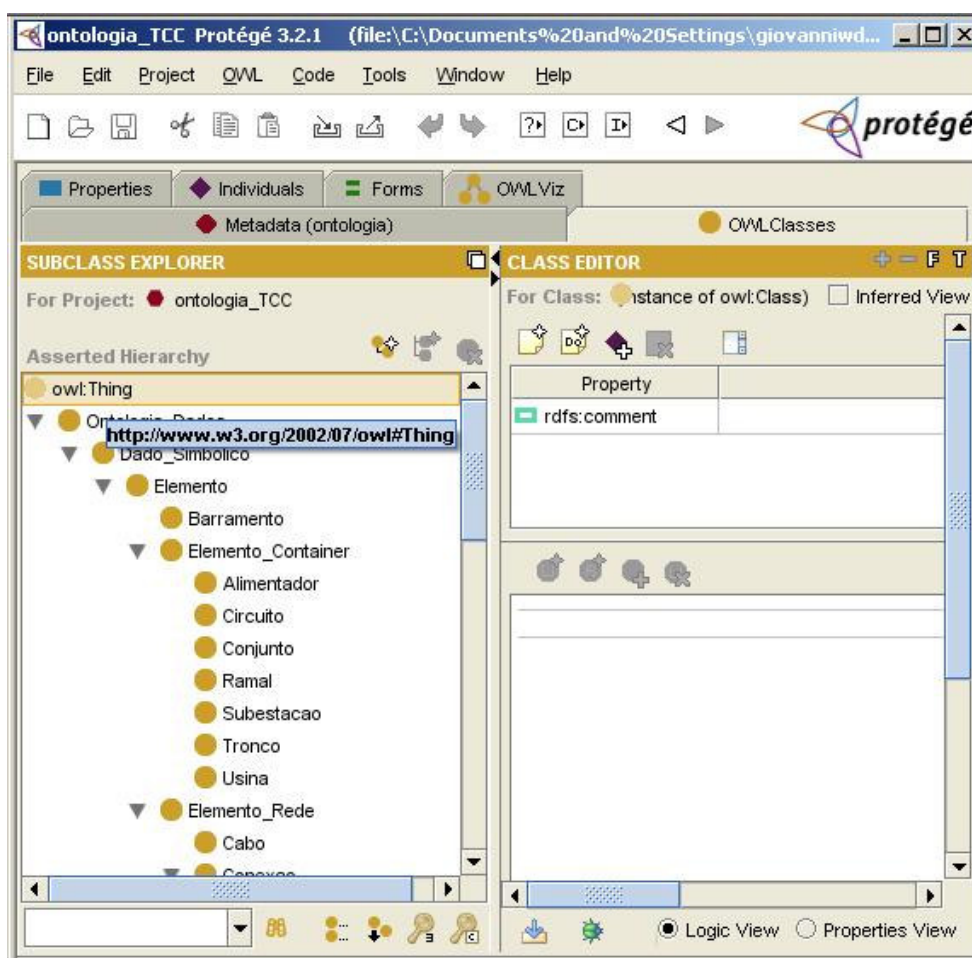 ontologia_TCC Protégé 3.2.1 (file:\C:\Documents%20and%20Settings\giovanniwd...
File Edit Project OWL Code Tools Window Help
protégé
Properties Individuals Forms OWLViz
Metadata (ontologia) OWLClasses
SUBCLASS EXPLORER
For Project: ontologia_TCC
Asserted Hierarchy
owl:Thing
http://www.w3.org/2002/07/owl#Thing
Dado_Simbolico
Elemento
Barramento
Elemento_Container
Alimentador
Circuito
Conjunto
Ramal
Subestacao
Tronco
Usina
Elemento_Rede
Cabo
CLASS EDITOR
F T
For Class: nstance of owl:Class) Inferred View
Property
rdfs:comment
Logic View Properties View